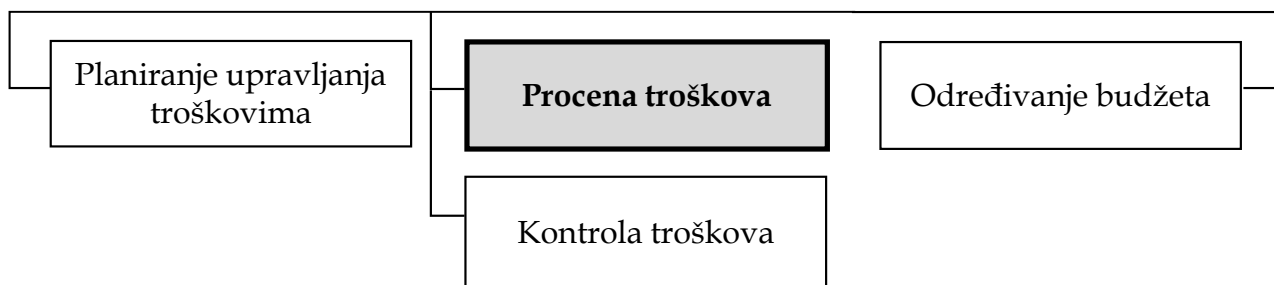 Planiranje upravljanja
troškovima
Procena troškova
Određivanje budžeta
Kontrola troškova